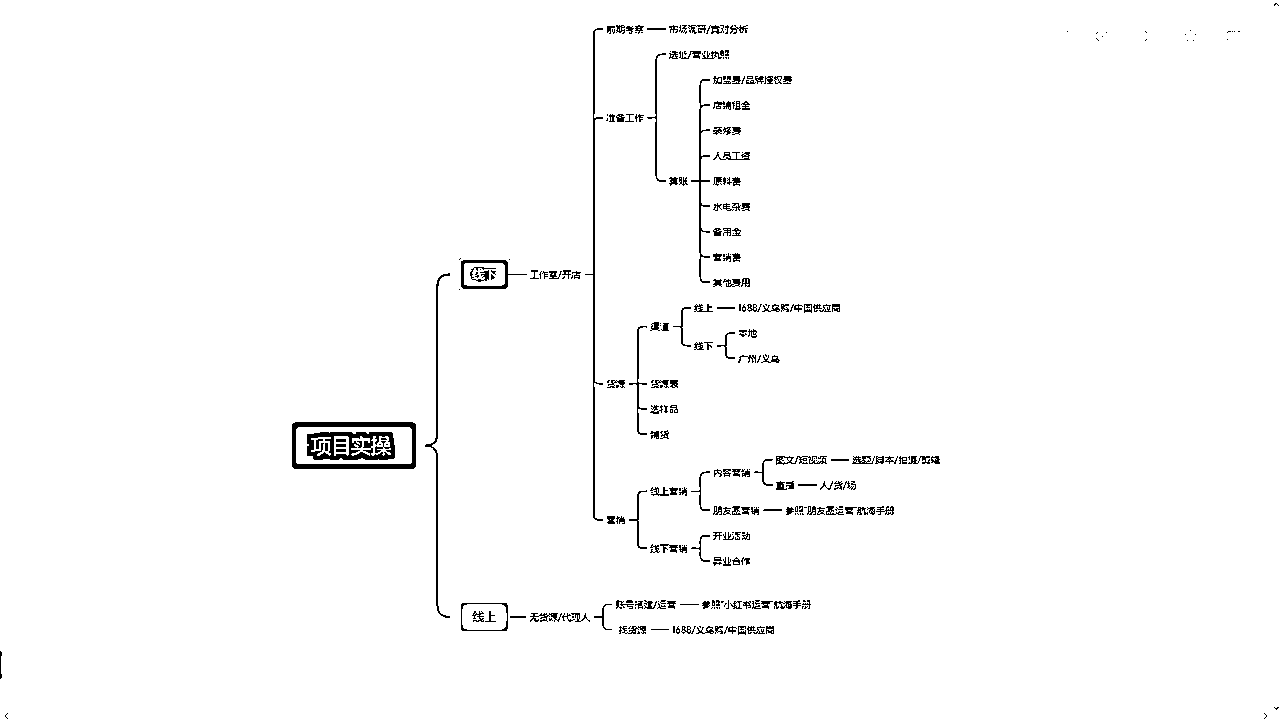 前期考察
市场调研/竞对分析
选址/营业执照
加盟费/品牌授权费
店铺租金
装修费
准备工作
人员工资
算账
原料费
水电杂费
备用金
营销费
其他费用
线下
工作室/开店
线上
1688/义乌购/中国供应商
渠道
本地
线下
广州/义乌
货源
货源表
选样品
铺货
项目实操
图文/短视频
选题/脚本/拍摄/剪辑
内容营销
直播
人/货/场
线上营销
朋友圈营销
参照“朋友圈运营”航海手册
营销
开业活动
线下营销
异业合作
账号搭建/运营
参照“小红书运营”航海手册
线上
无货源/代理人
找货源
1688/义乌购/中国供应商